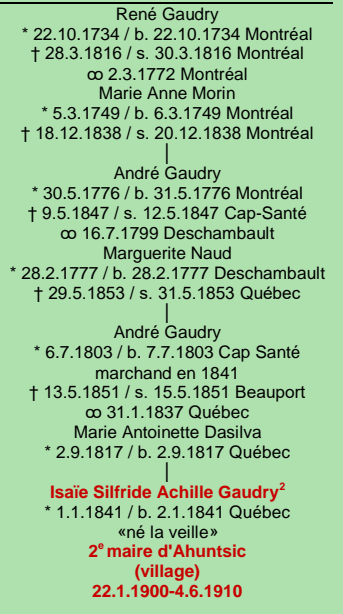 René Gaudry
* 22.10.1734 / b. 22.10.1734 Montréal
† 28.3.1816 / s. 30.3.1816 Montréal
∞ 2.3.1772 Montréal
Marie Anne Morin
* 5.3.1749 / b. 6.3.1749 Montréal
† 18.12.1838 / s. 20.12.1838 Montréal
|
André Gaudry
* 30.5.1776 / b. 31.5.1776 Montréal
† 9.5.1847 / s. 12.5.1847 Cap-Santé
∞ 16.7.1799 Deschambault
Marguerite Naud
* 28.2.1777 / b. 28.2.1777 Deschambault
† 29.5.1853 / s. 31.5.1853 Québec
|
André Gaudry
* 6.7.1803 / b. 7.7.1803 Cap Santé
marchand en 1841
† 13.5.1851 / s. 15.5.1851 Beauport
∞ 31.1.1837 Québec
Marie Antoinette Dasilva
* 2.9.1817 / b. 2.9.1817 Québec
|
Isaïe Silfride Achille Gaudry²
* 1.1.1841 / b. 2.1.1841 Québec
«né la veille»
2ᵉ maire d'Ahuntsic
(village)
22.1.1900-4.6.1910